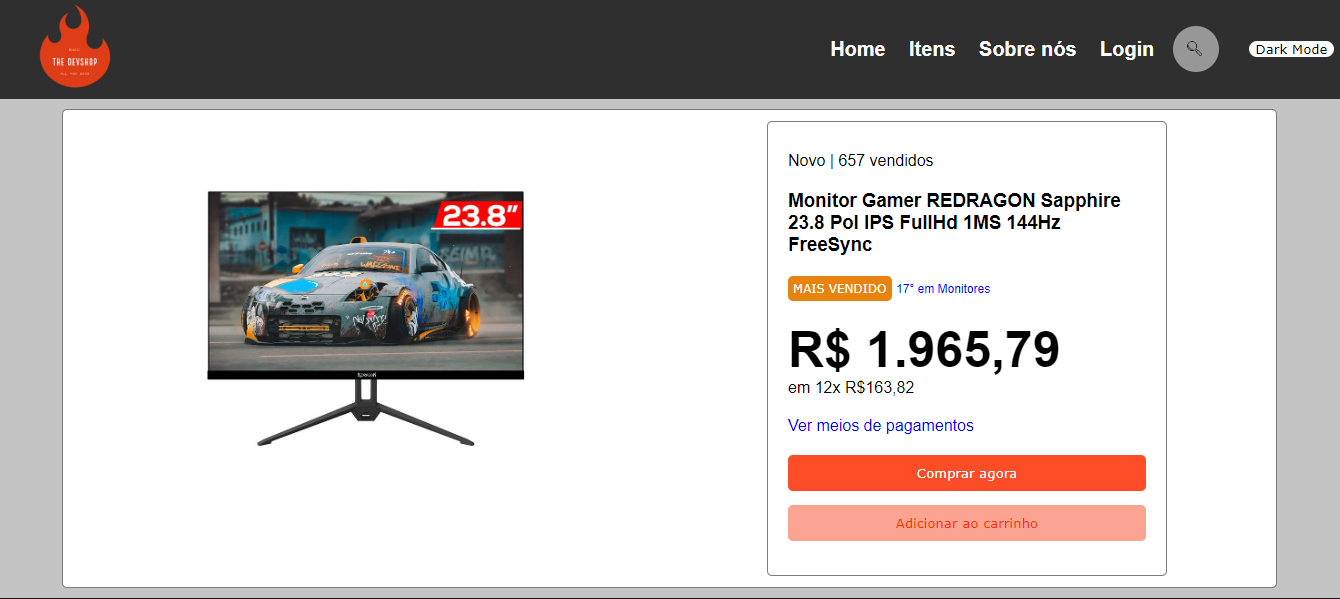 THE DEVSHOP
Home
Itens
Sobre nós
Login
Dark Mode
23.8"
REDRAGON
Novo | 657 vendidos
Monitor Gamer REDRAGON Sapphire
23.8 Pol IPS FullHd 1MS 144Hz
FreeSync
MAIS VENDIDO 17° em Monitores
R$ 1.965,79
em 12x R$163,82
Ver meios de pagamentos
Comprar agora
Adicionar ao carrinho